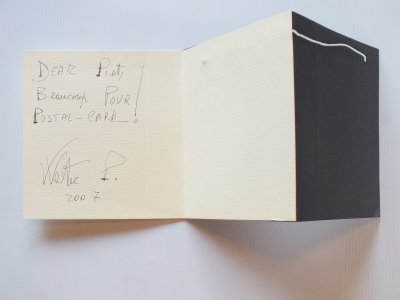 DEAR Piet,
Beaucoup POUR
POSTAL-CARD_!
P.
2007